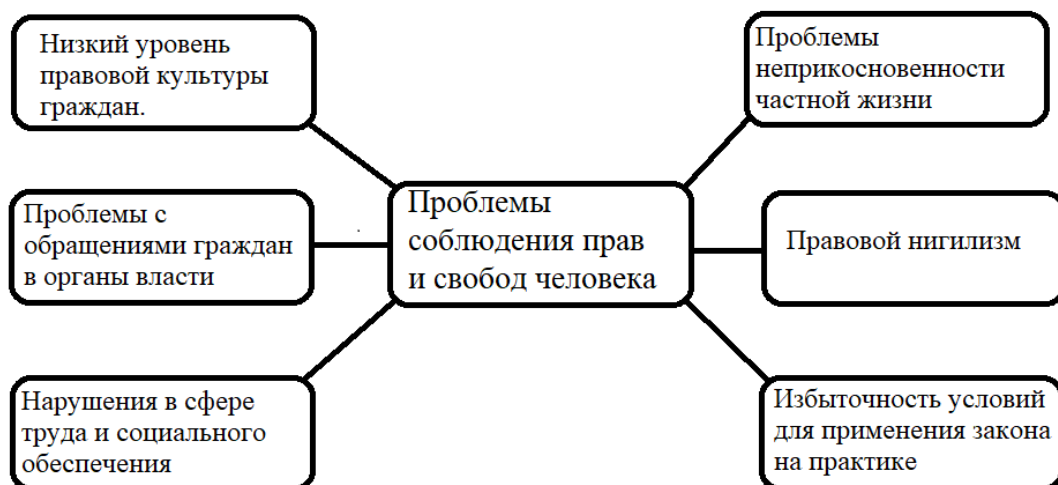 Низкий уровень
правовой культуры
граждан.
Проблемы
неприкосновенности
частной жизни
Проблемы с
обращениями граждан
в органы власти
Проблемы
соблюдения прав
и свобод человека
Правовой нигилизм
Нарушения в сфере
труда и социального
обеспечения
Избыточность условий
для применения закона
на практике